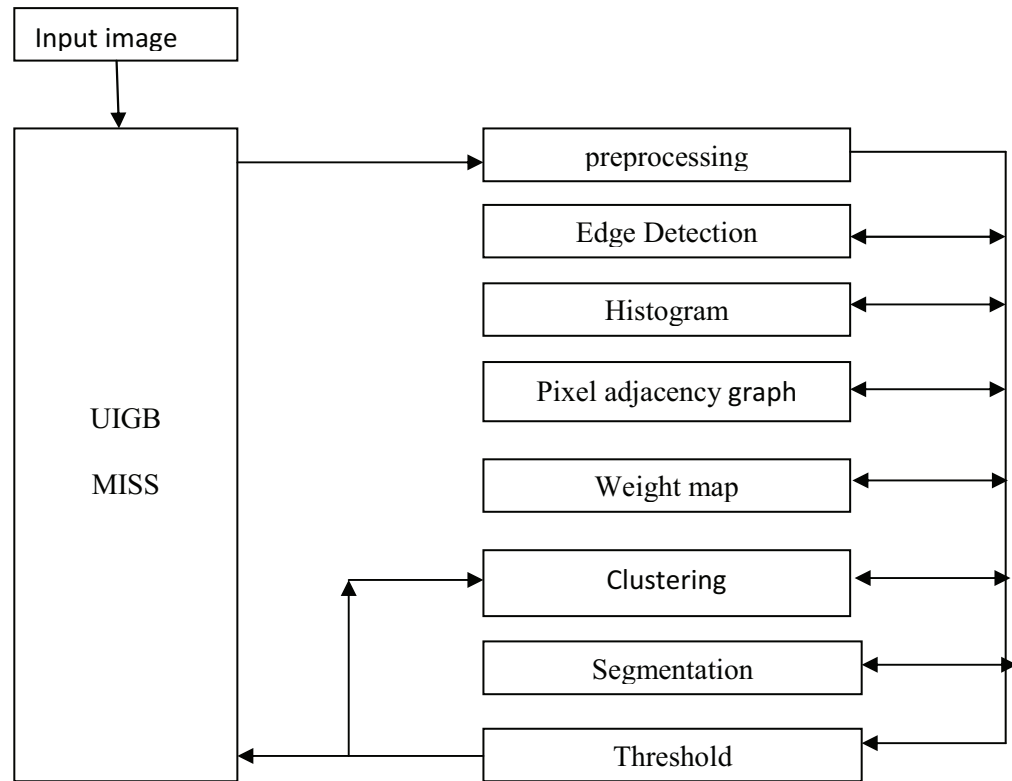 Input image
preprocessing
Edge Detection
Histogram
Pixel adjacency graph
UIGB
MISS
Weight map
Clustering
Segmentation
Threshold